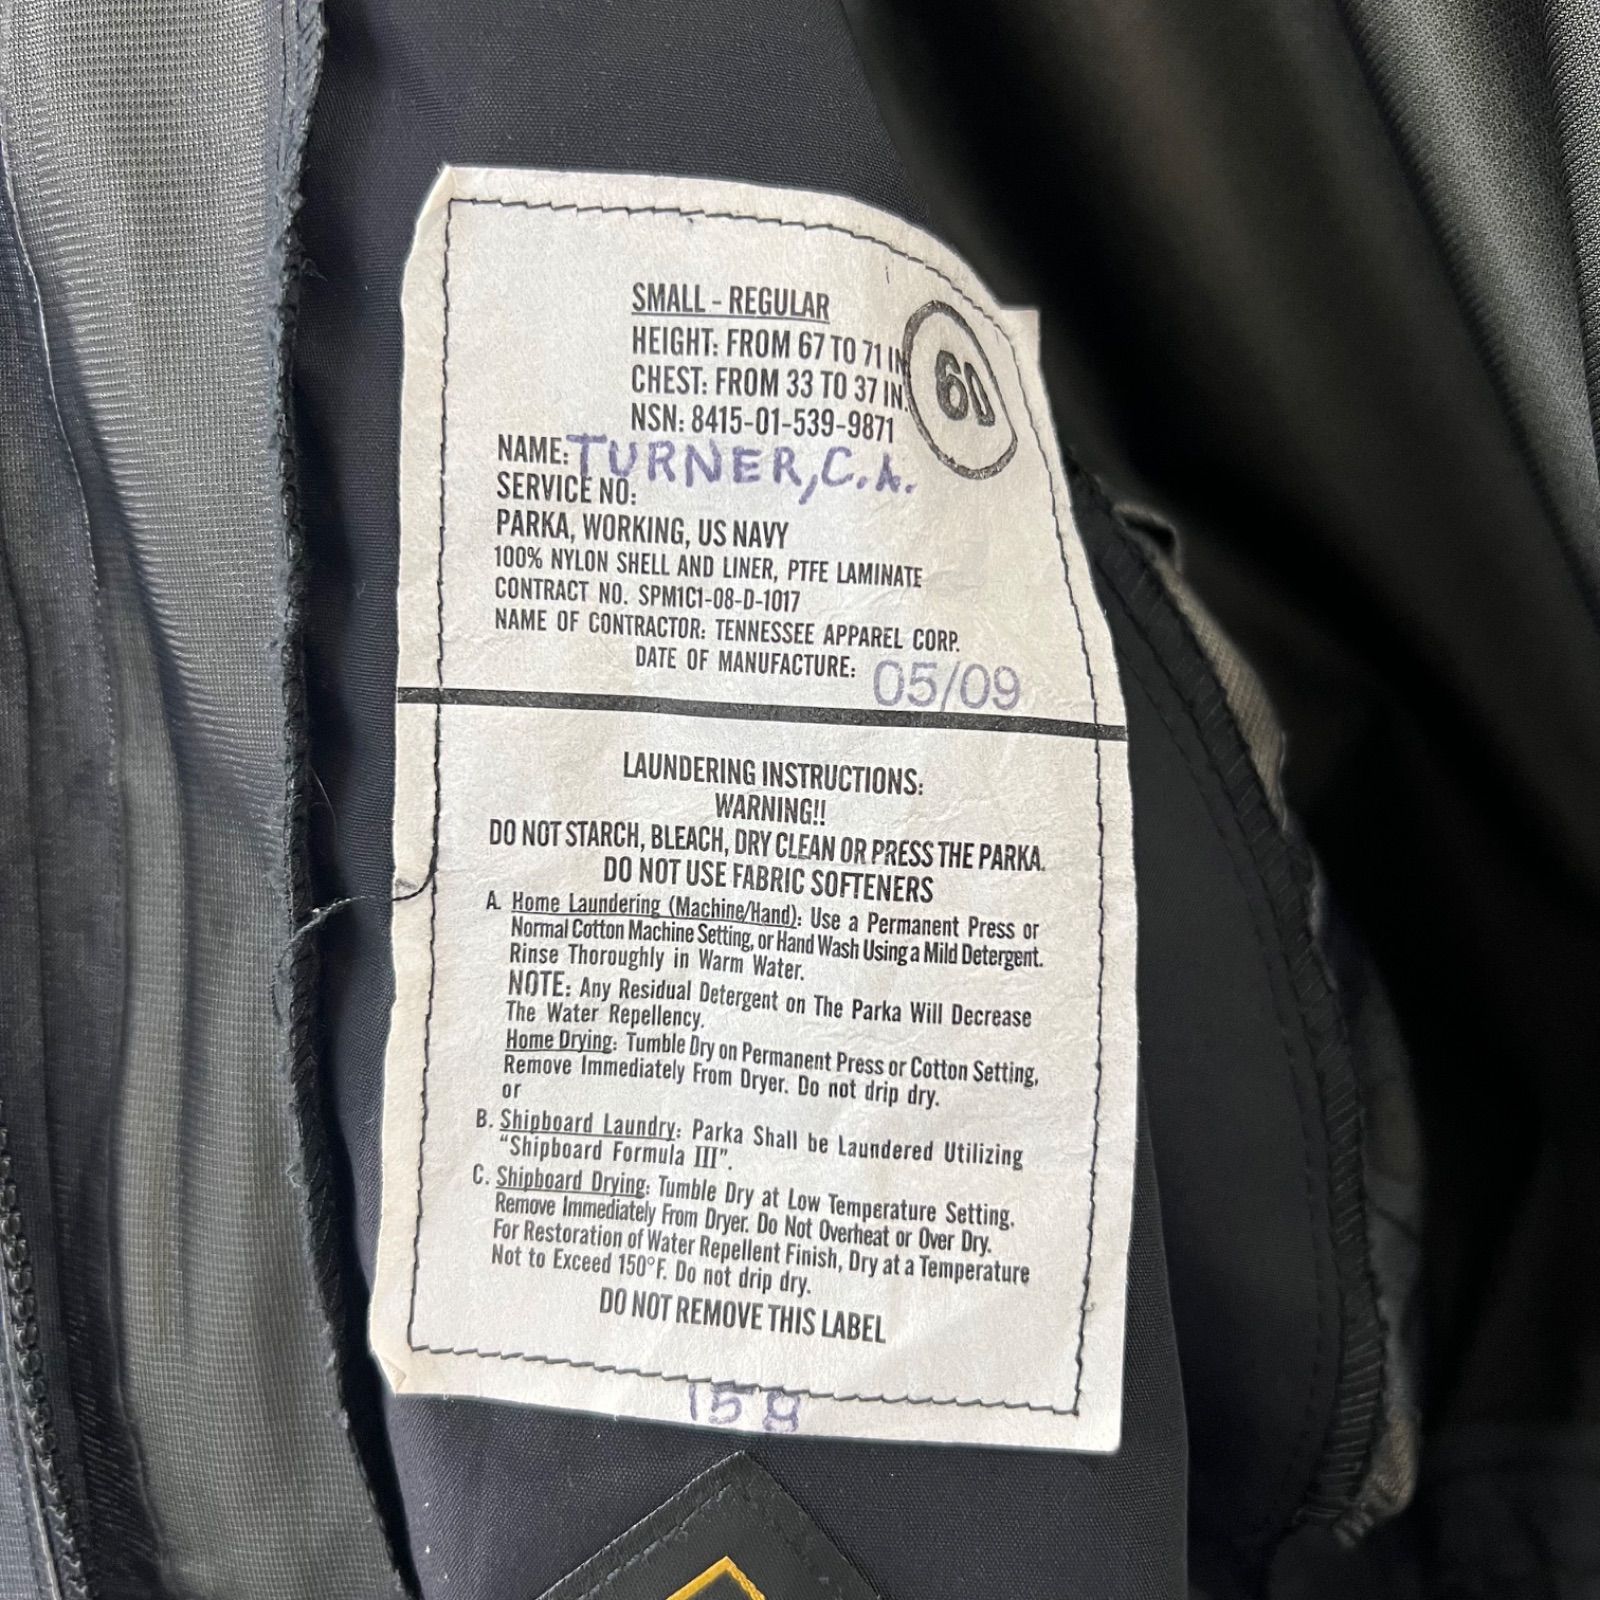 SMALL - REGULAR
HEIGHT: FROM 67 TO 71 IN
CHEST: FROM 33 TO 37 IN.
60
NSN: 8415-01-539-9871
NAME: TURNER, C.A.
SERVICE NO:
PARKA, WORKING, US NAVY
100% NYLON SHELL AND LINER, PTFE LAMINATE
CONTRACT NO. SPM1C1-08-D-1017
NAME OF CONTRACTOR: TENNESSEE APPAREL CORP.
DATE OF MANUFACTURE: 05/09
LAUNDERING INSTRUCTIONS:
WARNING!!
DO NOT STARCH, BLEACH, DRY CLEAN OR PRESS THE PARKA.
DO NOT USE FABRIC SOFTENERS
A. Home Laundering (Machine/Hand): Use a Permanent Press or
Normal Cotton Machine Setting, or Hand Wash Using a Mild Detergent.
Rinse Thoroughly in Warm Water.
NOTE: Any Residual Detergent on The Parka Will Decrease
The Water Repellency.
Home Drying: Tumble Dry on Permanent Press or Cotton Setting,
Remove Immediately From Dryer. Do not drip dry.
or
B. Shipboard Laundry: Parka Shall be Laundered Utilizing
"Shipboard Formula III".
C. Shipboard Drying: Tumble Dry at Low Temperature Setting.
Remove Immediately From Dryer. Do Not Overheat or Over Dry.
For Restoration of Water Repellent Finish, Dry at a Temperature
Not to Exceed 150°F. Do not drip dry.
DO NOT REMOVE THIS LABEL